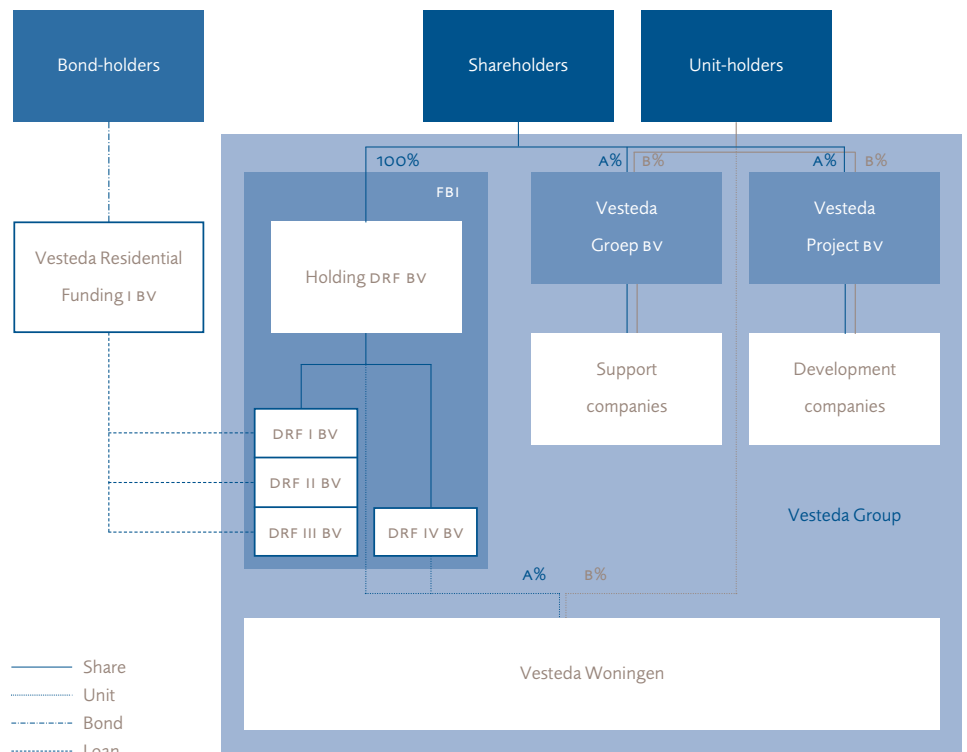 Bond-holders
Shareholders
Unit-holders
100%
A%
B%
A%
B%
FBI
Vesteda
Groep BV
Vesteda
Project BV
Vesteda Residential
Funding I BV
Holding DRF BV
Support
companies
Development
companies
DRF I BV
DRF II BV
DRF III BV
DRF IV BV
Vesteda Group
A%
B%
Vesteda Woningen
Share
Unit
Bond
Loan